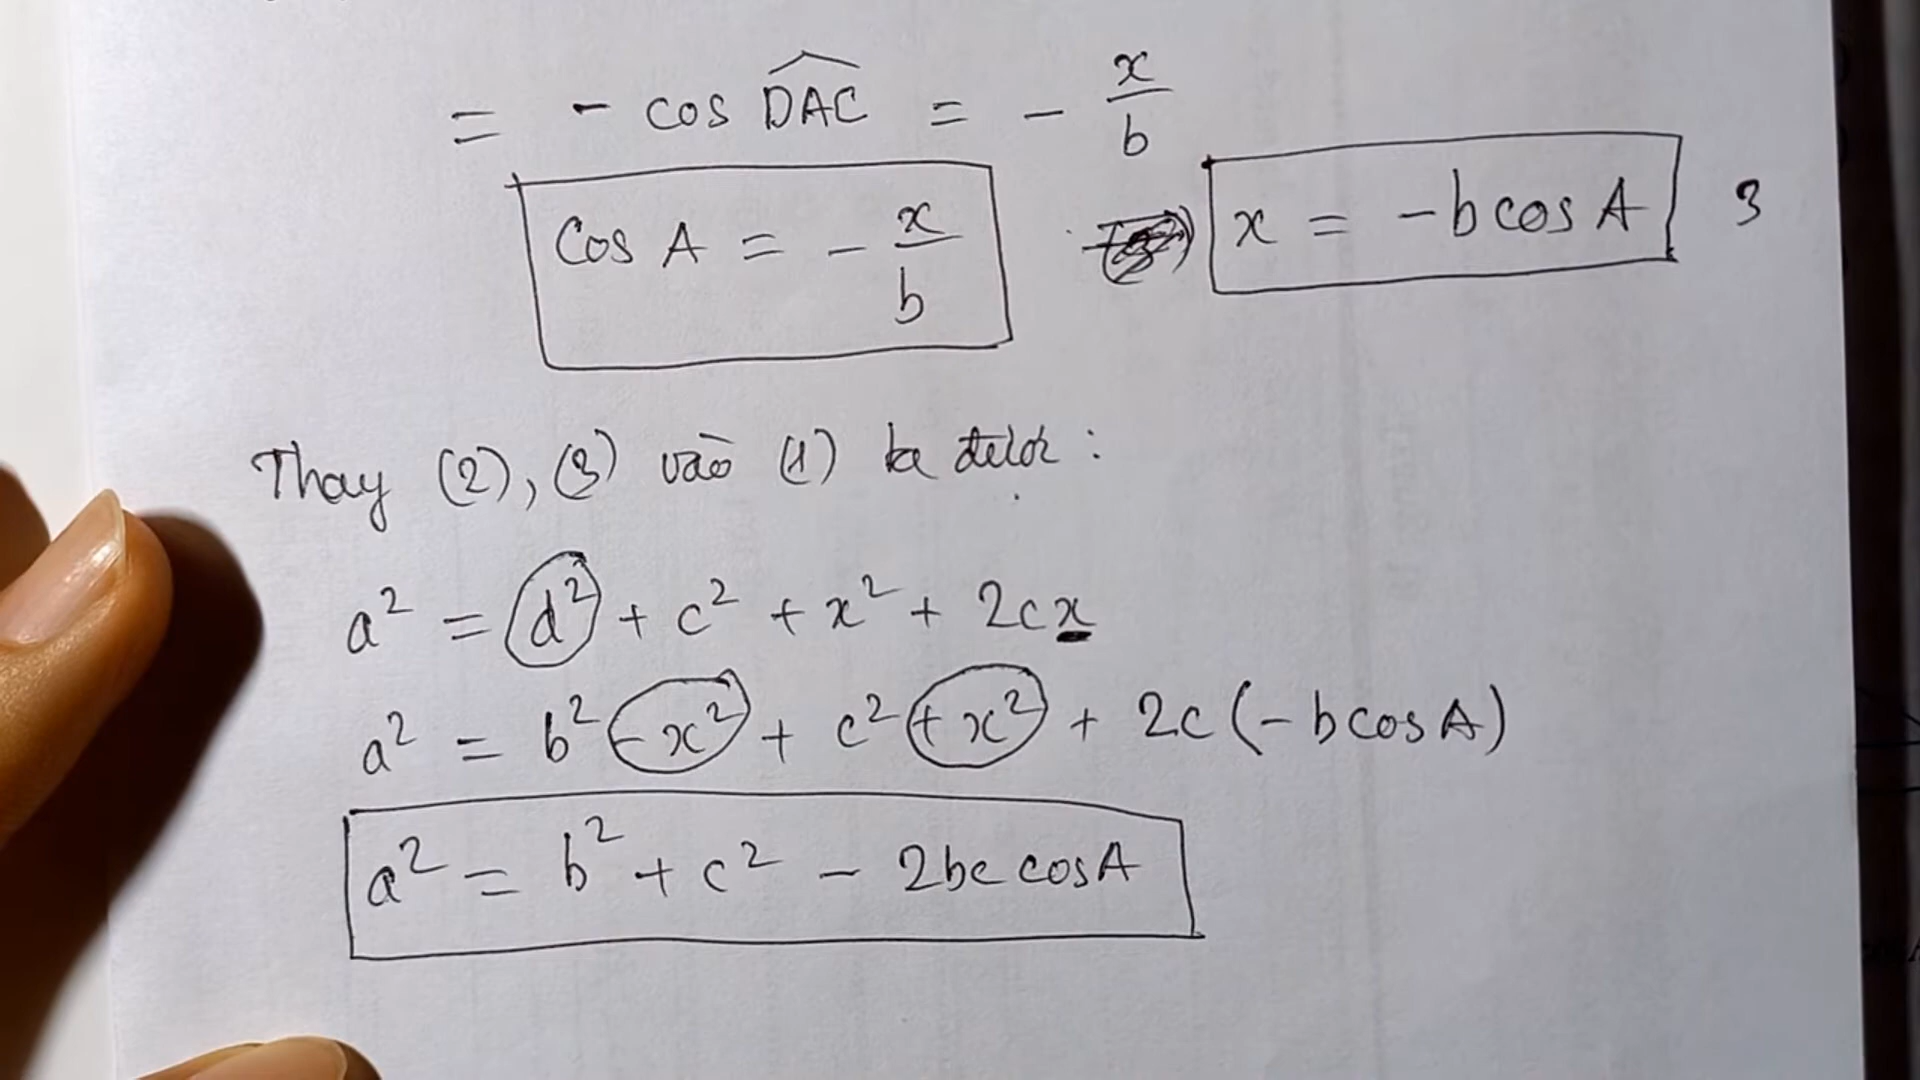 = - cos DAC = - x/b
cos A = - x/b
x = -b cos A 3
Thay (2), (3) vào (1) ta được :
a² = d² + c² + x² + 2cx
a² = b² - x² + c² + x² + 2c (-b cos A)
a² = b² + c² - 2bc cos A